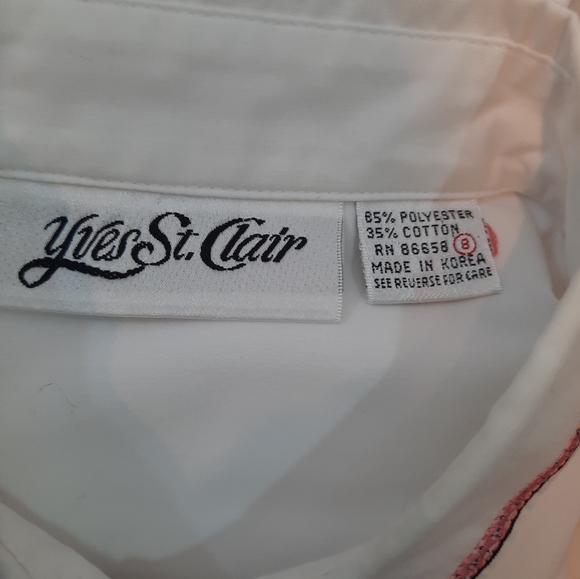 Yves St. Clair
65% POLYESTER
35% COTTON
RN 86658 8
MADE IN KOREA
SEE REVERSE FOR CARE